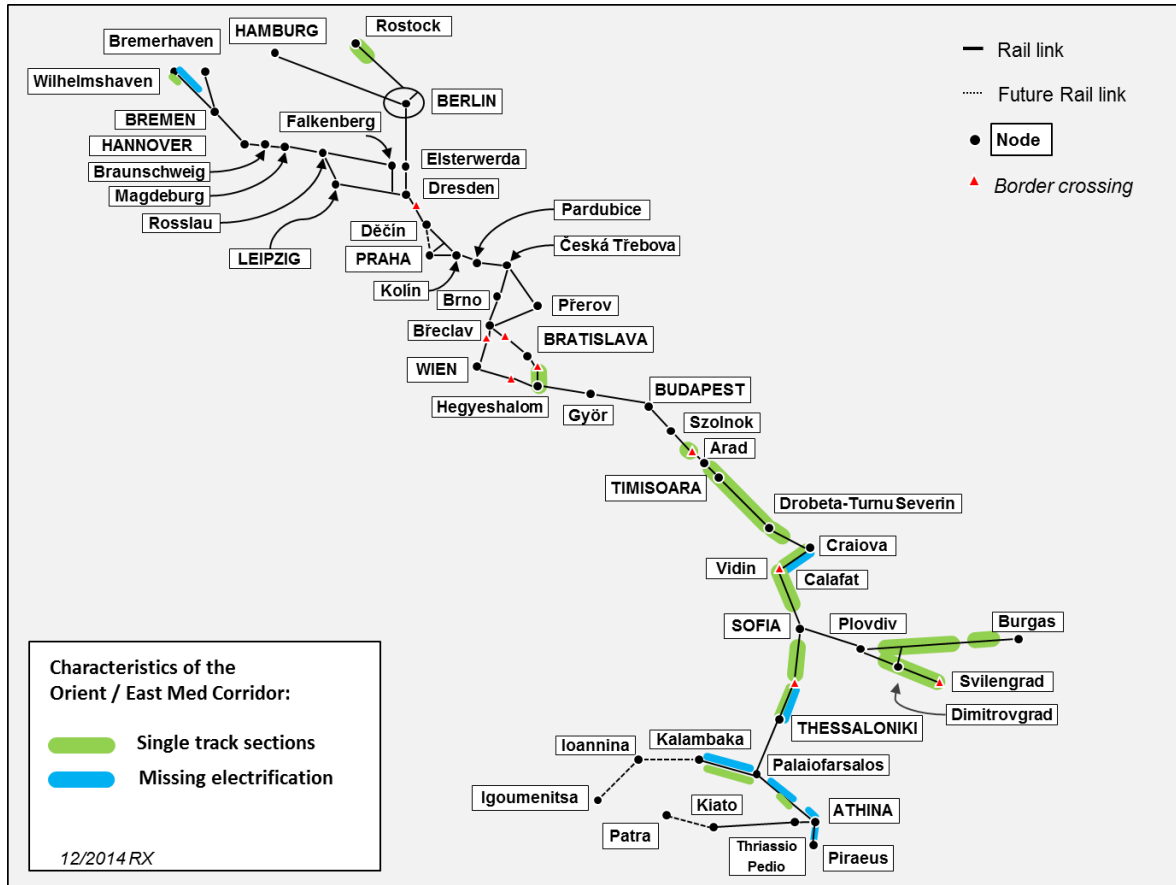 HAMBURG
Rostock
Bremerhaven
Wilhelmshaven
BERLIN
BREMEN
Falkenberg
HANNOVER
Elsterwerda
Braunschweig
Dresden
Magdeburg
Rosslau
Pardubice
Děčín
LEIPZIG
PRAHA
Česká Třebova
Kolín
Brno
Přerov
Břeclav
BRATISLAVA
WIEN
BUDAPEST
Hegyeshalom
Györ
Szolnok
Arad
TIMISOARA
Drobeta-Turnu Severin
Craiova
Vidin
Calafat
SOFIA
Plovdiv
Burgas
Svilengrad
Dimitrovgrad
THESSALONIKI
Ioannina
Kalambaka
Palaiofarsalos
Igoumenitsa
Kiato
ATHINA
Patra
Thriassio
Pedio
Piraeus
Rail link
Future Rail link
Node
Border crossing
Characteristics of the
Orient / East Med Corridor:
Single track sections
Missing electrification
12/2014 RX